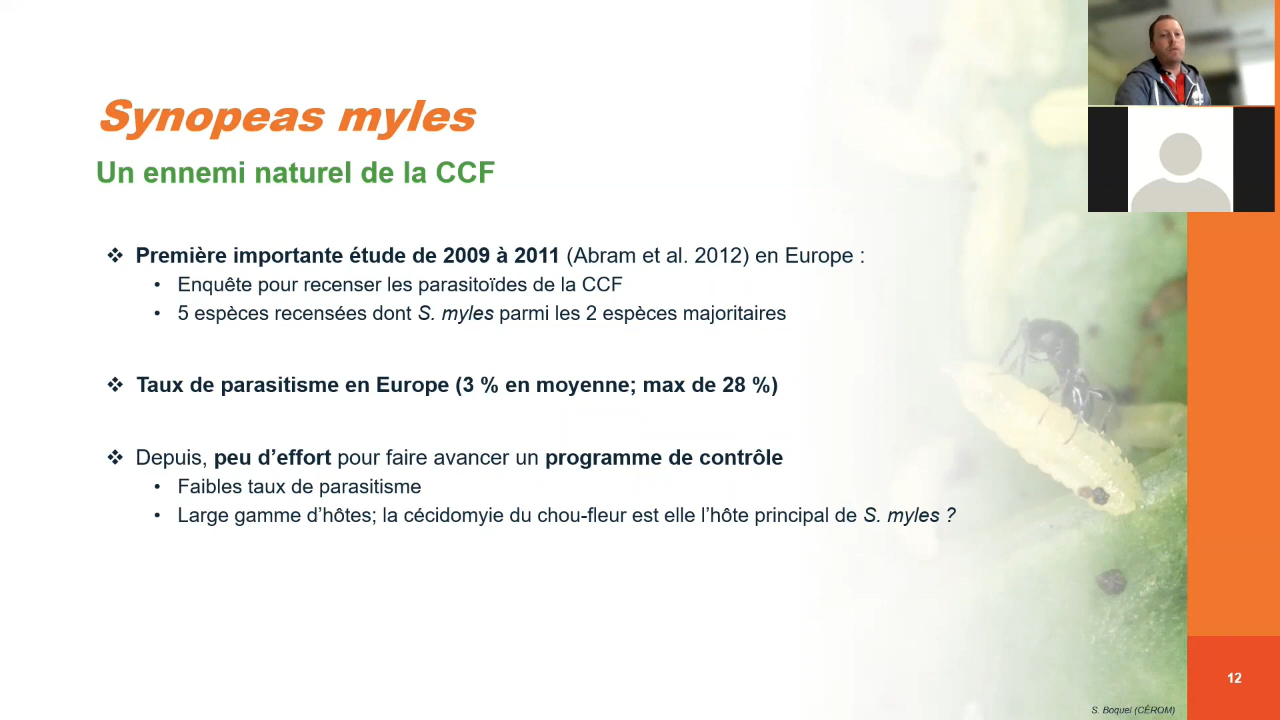 Synopeas myles
Un ennemi naturel de la CCF
❖ Première importante étude de 2009 à 2011 (Abram et al. 2012) en Europe :
• Enquête pour recenser les parasitoïdes de la CCF
• 5 espèces recensées dont S. myles parmi les 2 espèces majoritaires
❖ Taux de parasitisme en Europe (3 % en moyenne; max de 28 %)
❖ Depuis, peu d’effort pour faire avancer un programme de contrôle
• Faibles taux de parasitisme
• Large gamme d’hôtes; la cécidomyie du chou-fleur est elle l’hôte principal de S. myles ?
12
S. Boquel (CÉROM)